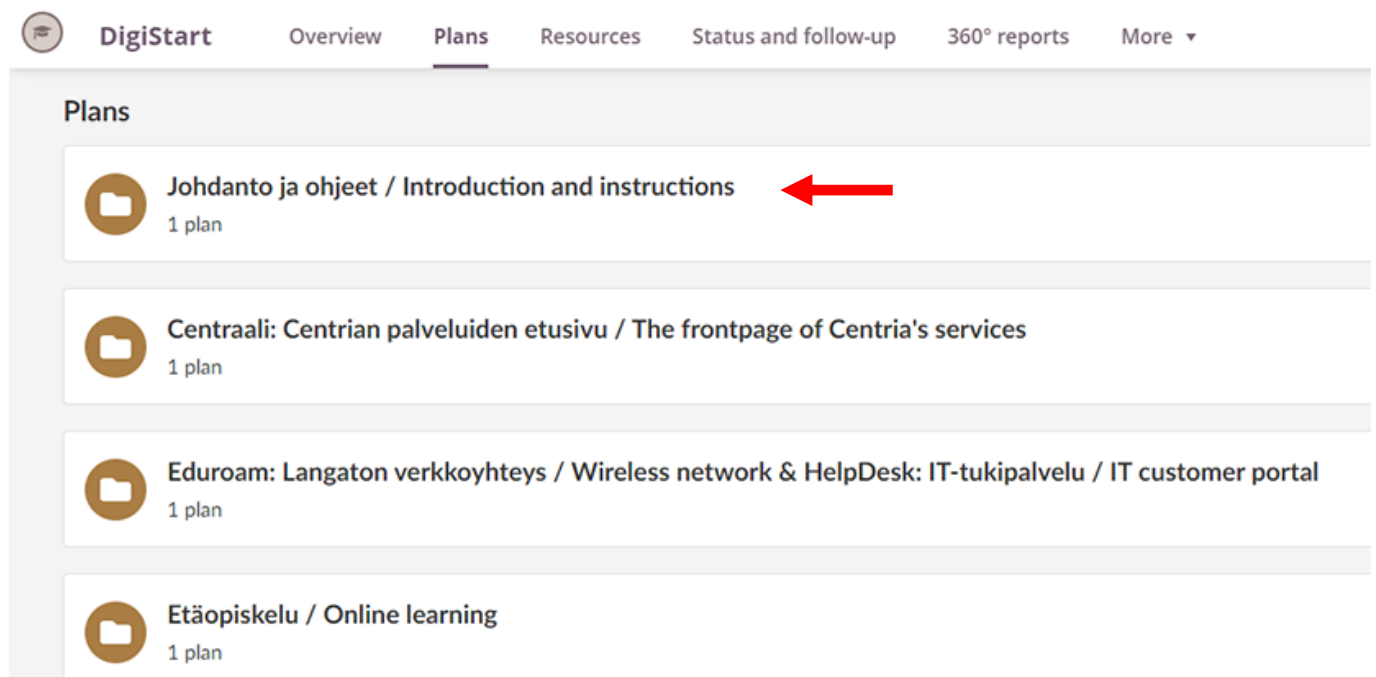 DigiStart Overview Plans Resources Status and follow-up 360° reports More ▼
Plans
Johdanto ja ohjeet / Introduction and instructions
1 plan
Centraali: Centrian palveluiden etusivu / The frontpage of Centria's services
1 plan
Eduroam: Langaton verkkoyhteys / Wireless network & HelpDesk: IT-tukipalvelu / IT customer portal
1 plan
Etäopiskelu / Online learning
1 plan